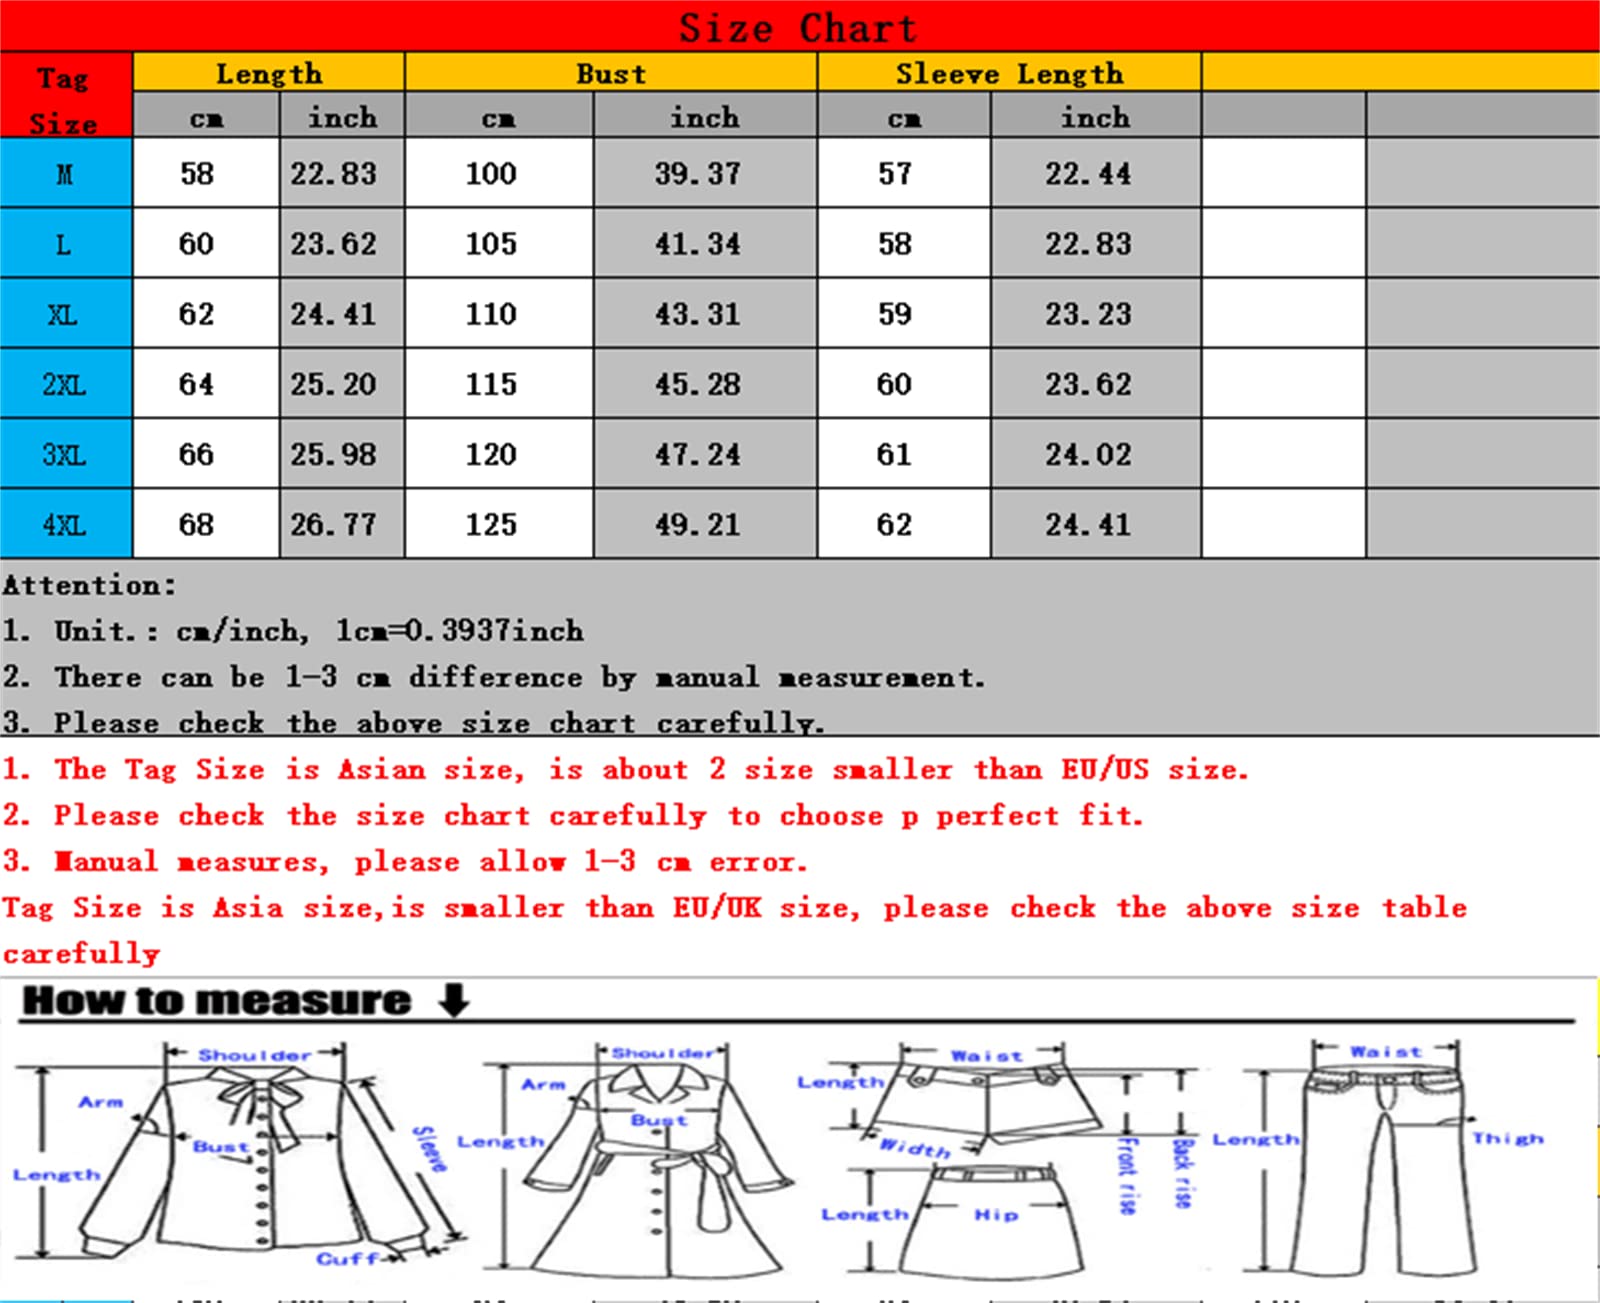 Size Chart
Tag Size Length Bust Sleeve Length
cm inch cm inch cm inch
M 58 22.83 100 39.37 57 22.44
L 60 23.62 105 41.34 58 22.83
XL 62 24.41 110 43.31 59 23.23
2XL 64 25.20 115 45.28 60 23.62
3XL 66 25.98 120 47.24 61 24.02
4XL 68 26.77 125 49.21 62 24.41
Attention:
1. Unit.: cm/inch, 1cm=0.3937inch
2. There can be 1-3 cm difference by manual measurement.
3. Please check the above size chart carefully.
1. The Tag Size is Asian size, is about 2 size smaller than EU/US size.
2. Please check the size chart carefully to choose p perfect fit.
3. Manual measures, please allow 1-3 cm error.
Tag Size is Asia size,is smaller than EU/UK size, please check the above size table
carefully
How to measure
Shoulder
Arm
Bust
Sleeve
Length
Cuff
Shoulder
Arm
Bust
Length
Waist
Length
Width
Front rise
Back rise
Length
Hip
Waist
Length
Thigh